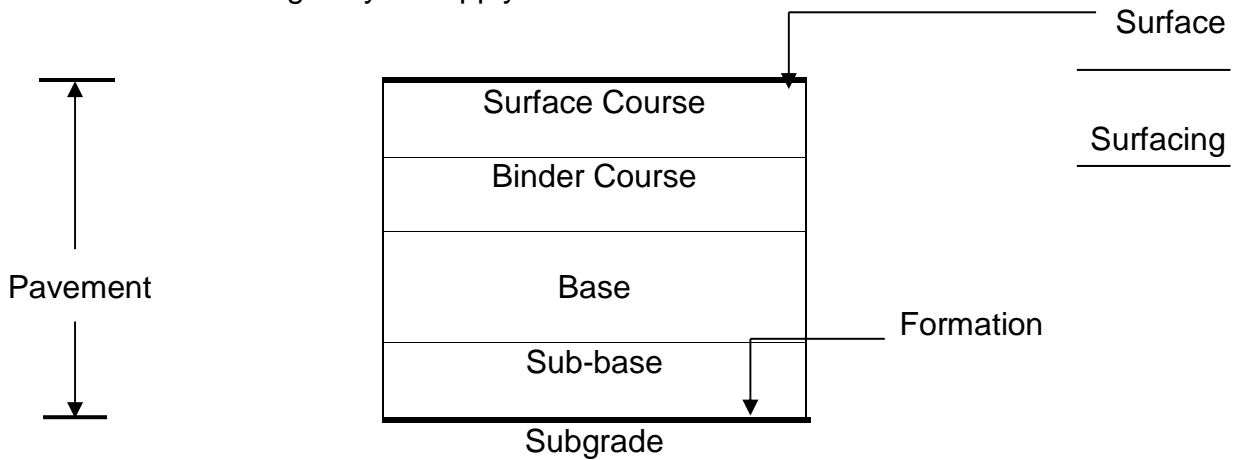 Surface
Surface Course
Surfacing
Binder Course
Pavement
Base
Formation
Sub-base
Subgrade